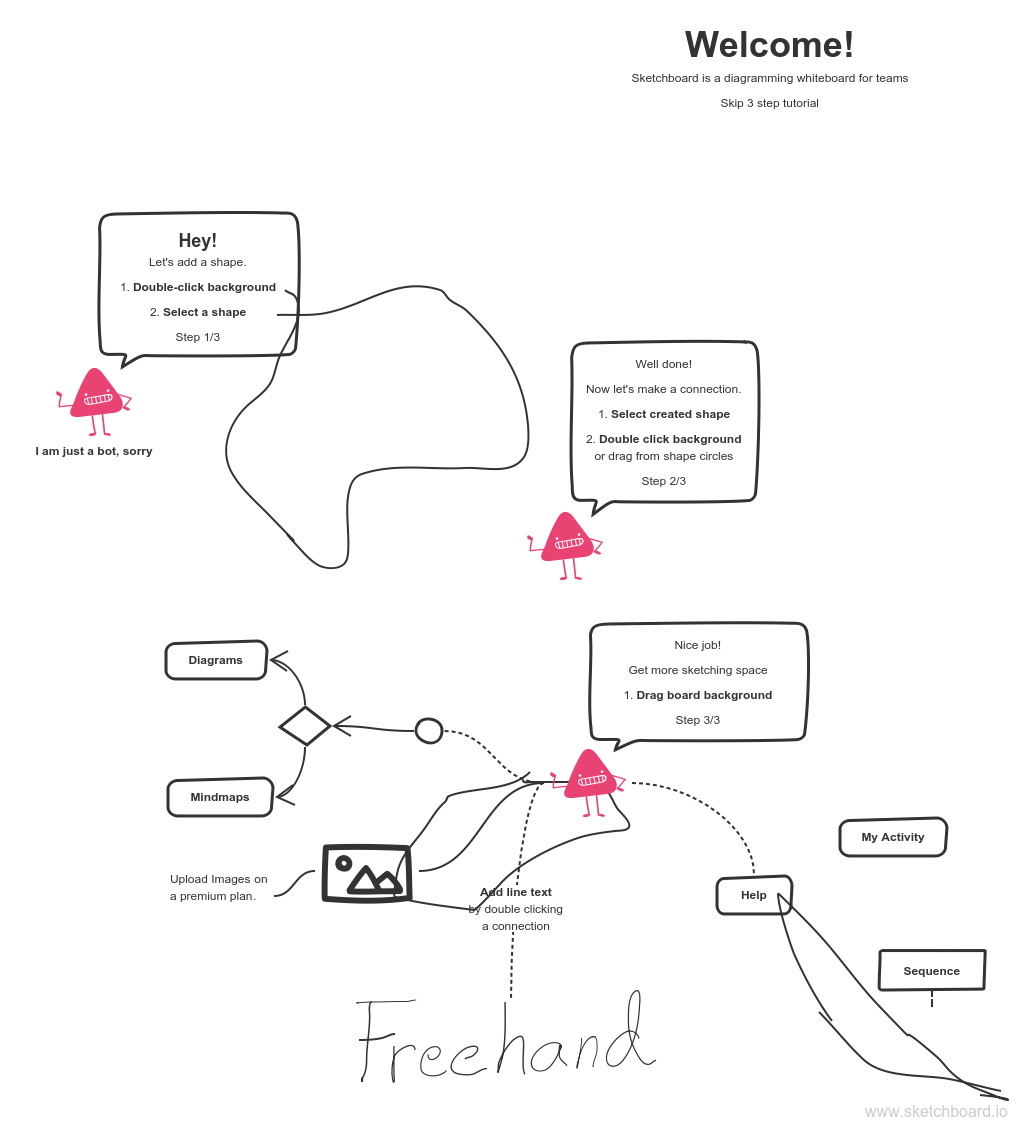 Welcome!
Sketchboard is a diagramming whiteboard for teams
Skip 3 step tutorial
Hey!
Let's add a shape.
1. Double-click background
2. Select a shape
Step 1/3
I am just a bot, sorry
Well done!
Now let's make a connection.
1. Select created shape
2. Double click background
or drag from shape circles
Step 2/3
Nice job!
Get more sketching space
1. Drag board background
Step 3/3
Diagrams
Mindmaps
Upload Images on
a premium plan.
Add line text
by double clicking
a connection
My Activity
Help
Sequence
Freehand
www.sketchboard.io